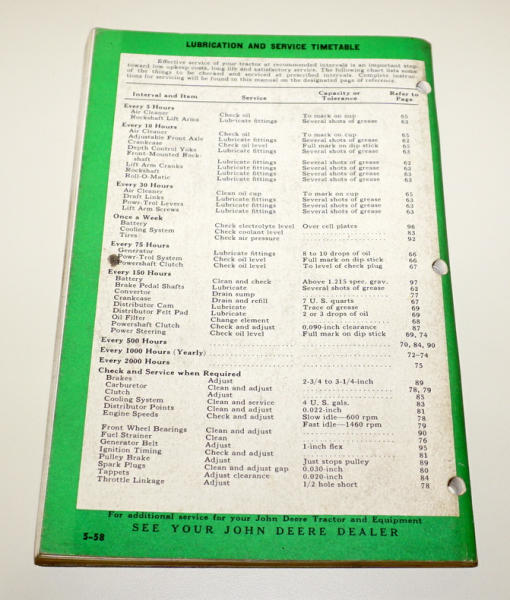 LUBRICATION AND SERVICE TIMETABLE
Effective service of your tractor at recommended intervals is an important step
toward low upkeep costs, long life and satisfactory service. The following chart lists some
of the things to be checked and serviced at prescribed intervals. Complete instruc-
tions for servicing will be found in this manual on the designated page of reference.
Interval and Item Service Capacity or Tolerance Refer to Page
Every 5 Hours
Air Cleaner Check oil To mark on cup 65
Rockshaft Lift Arms Lubricate fittings Several shots of grease 63
Every 10 Hours
Air Cleaner Check oil To mark on cup 65
Adjustable Front Axle Lubricate fittings Several shots of grease 62
Crankcase Check oil level Full mark on dip stick 65
Depth Control Yoke Lubricate fittings Several shots of grease 63
Front-Mounted Rock-
shaft Lubricate fittings Several shots of grease 62
Lift Arm Cranks Lubricate fittings Several shots of grease 63
Rockshaft Lubricate fittings Several shots of grease 63
Roll-O-Matic Lubricate fittings Several shots of grease 62
Every 30 Hours
Air Cleaner Clean oil cup To mark on cup 65
Draft Links Lubricate fittings Several shots of grease 63
Powr-Trol Levers Lubricate fittings Several shots of grease 63
Lift Arm Screws Lubricate fittings Several shots of grease 63
Once a Week
Battery Check electrolyte level Over cell plates 96
Cooling System Check coolant level 83
Tires Check air pressure 92
Every 75 Hours
Generator Lubricate fittings 8 to 10 drops of oil 66
Powr-Trol System Check oil level Full mark on dip stick 66
Powershaft Clutch Check oil level To level of check plug 67
Every 150 Hours
Battery Clean and check Above 1.215 spec. grav. 97
Brake Pedal Shafts Lubricate fittings Several shots of grease 62
Convertor Drain sump 77
Crankcase Drain and refill 7 U. S. quarts 67
Distributor Cam Lubricate Trace of grease 69
Distributor Felt Pad Lubricate 2 or 3 drops of oil 69
Oil Filter Change element 68
Powershaft Clutch Check and adjust 0.090-inch clearance 87
Power Steering Check oil level Full mark on dip stick 69, 74
Every 500 Hours 70, 84, 90
Every 1000 Hours (Yearly) 72-74
Every 2000 Hours 75
Check and Service when Required
Brakes Adjust 2-3/4 to 3-1/4-inch 89
Carburetor Clean and adjust 78, 79
Clutch Adjust 85
Cooling System Clean and service 4 U. S. gals. 83
Distributor Points Clean and adjust 0.022-inch 81
Engine Speeds Check and adjust Slow idle—600 rpm 78
Fast idle—1460 rpm 79
Front Wheel Bearings Clean and adjust 90
Fuel Strainer Clean 76
Generator Belt Adjust 1-inch flex 95
Ignition Timing Check and adjust 81
Pulley Brake Adjust Just stops pulley 89
Spark Plugs Clean and adjust gap 0.030-inch 80
Tappets Adjust clearance 0.020-inch 84
Throttle Linkage Adjust 1/2 hole short 78
For additional service for your John Deere Tractor and Equipment
SEE YOUR JOHN DEERE DEALER
5-58